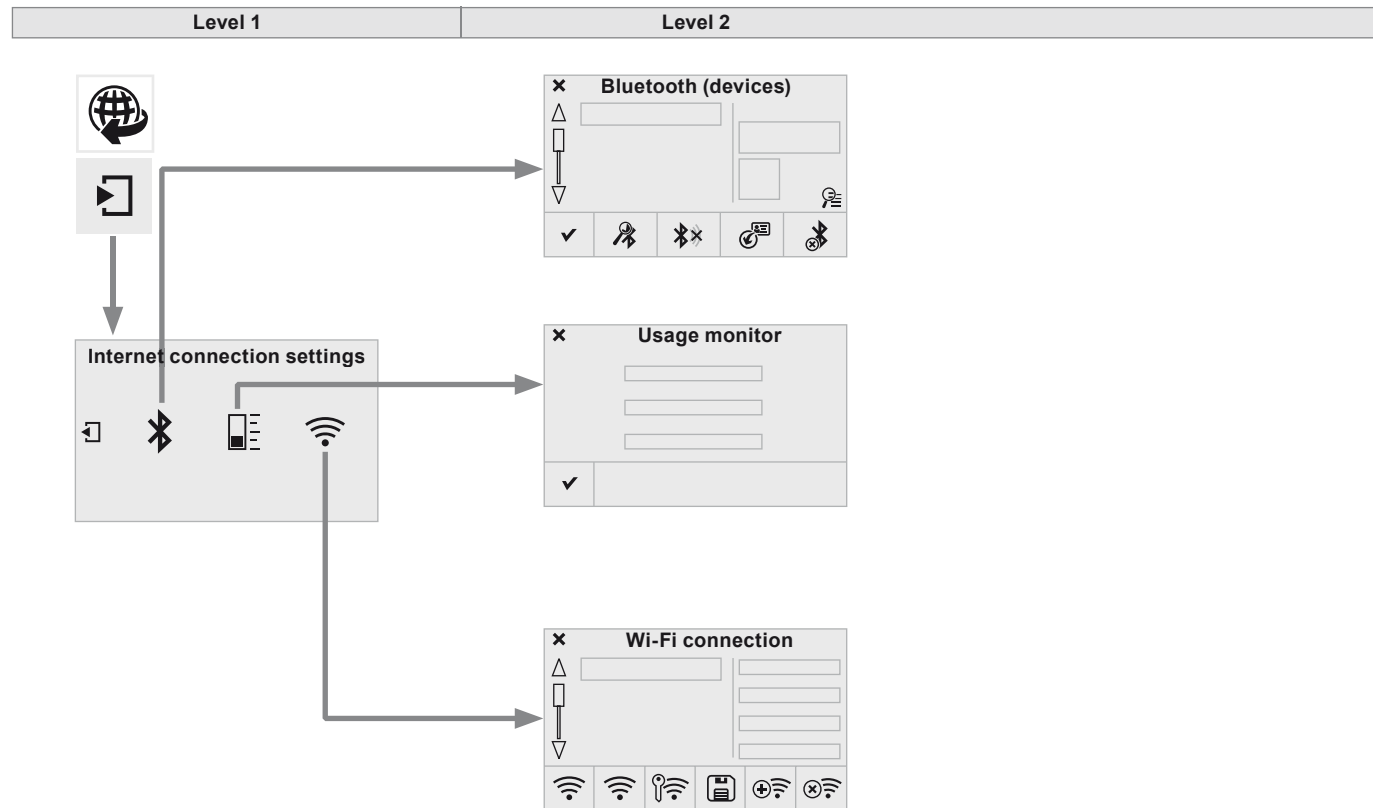 Level 1
Level 2
Bluetooth (devices)
Internet connection settings
Usage monitor
Wi-Fi connection